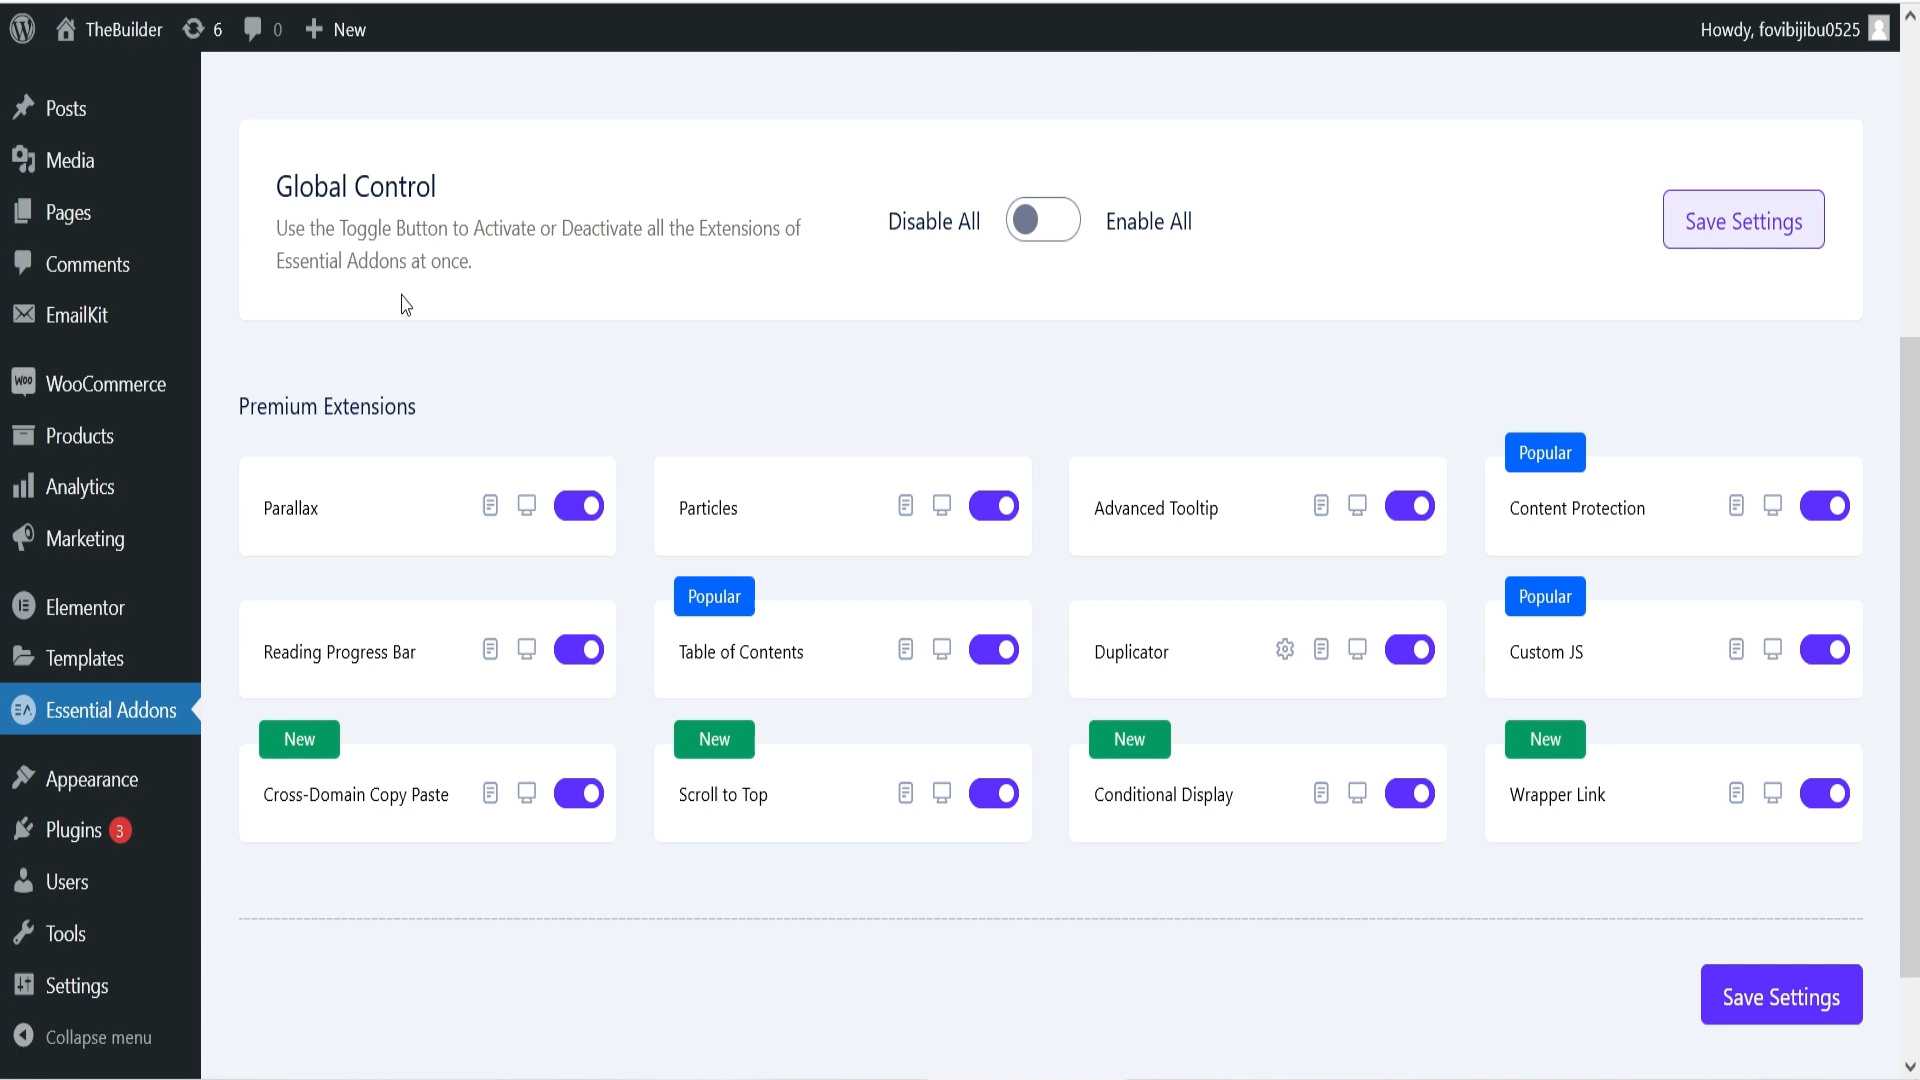 TheBuilder 6 0 New Howdy, fovibijibu0525
Posts
Media
Pages
Comments
EmailKit
WooCommerce
Products
Analytics
Marketing
Elementor
Templates
Essential Addons
Appearance
Plugins 3
Users
Tools
Settings
Collapse menu
Global Control
Use the Toggle Button to Activate or Deactivate all the Extensions of
Essential Addons at once.
Disable All Enable All
Save Settings
Premium Extensions
Popular
Parallax Particles Advanced Tooltip Content Protection
Popular Popular
Reading Progress Bar Table of Contents Duplicator Custom JS
New New New New
Cross-Domain Copy Paste Scroll to Top Conditional Display Wrapper Link
Save Settings